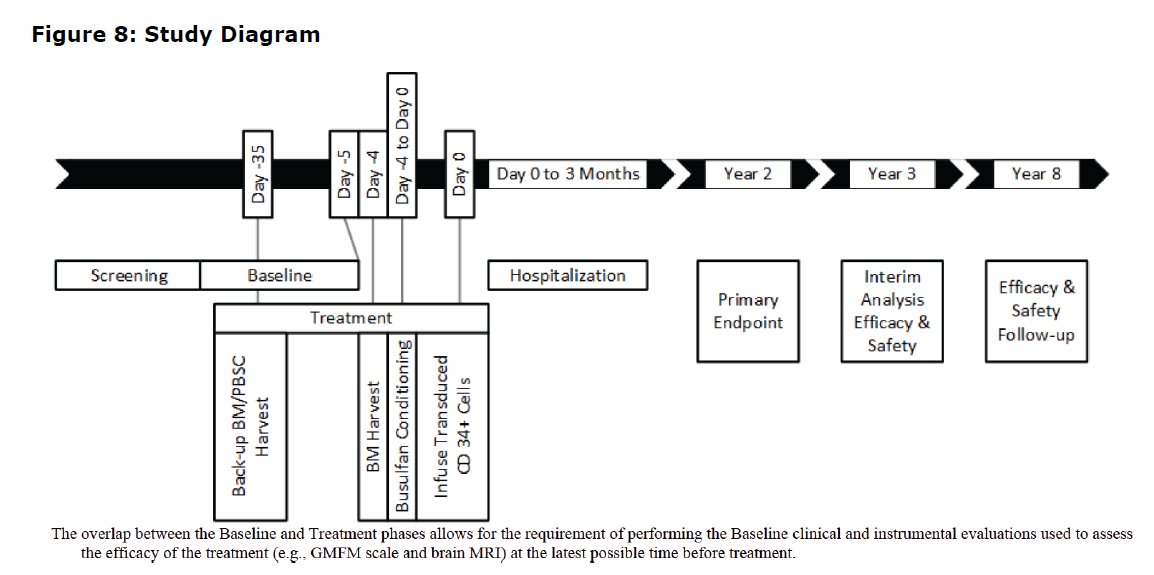 Figure 8: Study Diagram
Day -35
Day -5
Day -4
Day -4 to Day 0
Day 0
Day 0 to 3 Months
Year 2
Year 3
Year 8
Screening
Baseline
Hospitalization
Primary
Endpoint
Interim
Analysis
Efficacy &
Safety
Efficacy &
Safety
Follow-up
Treatment
Back-up BM/PBSC
Harvest
BM Harvest
Busulfan Conditioning
Infuse Transduced
CD 34+ Cells
The overlap between the Baseline and Treatment phases allows for the requirement of performing the Baseline clinical and instrumental evaluations used to assess
the efficacy of the treatment (e.g., GMFM scale and brain MRI) at the latest possible time before treatment.